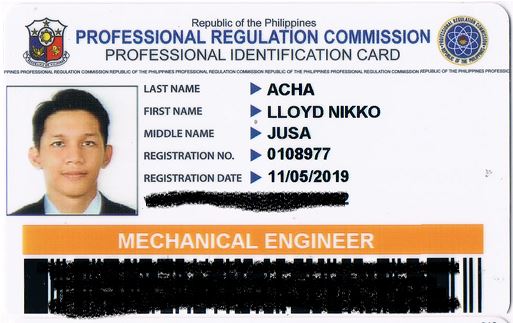 Republic of the Philippines
PROFESSIONAL REGULATION COMMISSION
PROFESSIONAL IDENTIFICATION CARD
PINES PROFESSIONAL REGULATION COMMISSION REPUBLIC OF THE PHILIPPINES PROFESSIONAL REGULATION COMMISSION REPUBLIC OF THE PHILIPPINES PROFESSIONAL REGULATION COMMISSION REPUBLIC OF THE PHILIPPINES PROFESSI
LAST NAME ACHA
FIRST NAME LLOYD NIKKO
MIDDLE NAME JUSA
REGISTRATION NO. 0108977
REGISTRATION DATE 11/05/2019
MECHANICAL ENGINEER